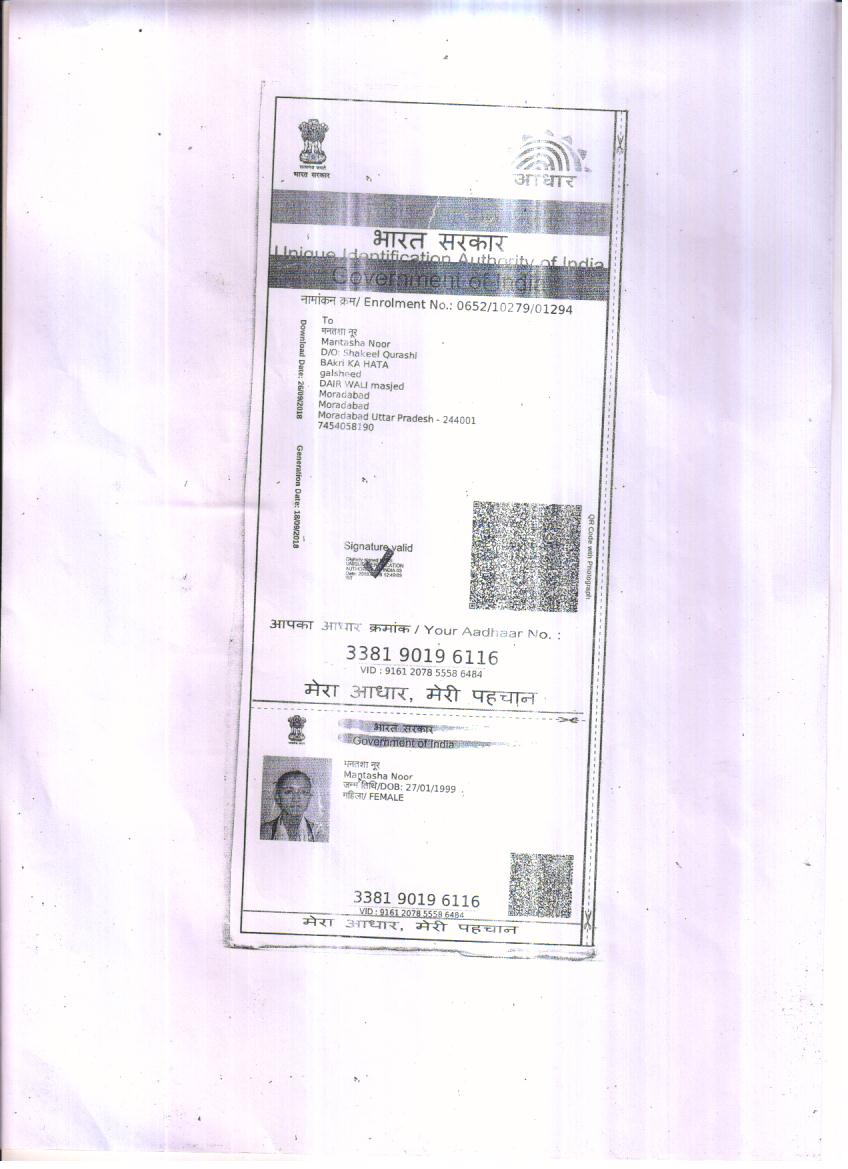 सत्यमेव जयते
भारत सरकार
आधार
भारत सरकार
Unique Identification Authority of India
Government of India
नामांकन क्रम/ Enrolment No.: 0652/10279/01294
To
मनतशा नूर
Mantasha Noor
D/O: Shakeel Qurashi
BAkri KA HATA
galsheed
DAIR WALI masjed
Moradabad
Moradabad
Moradabad Uttar Pradesh - 244001
7454058190
Download Date: 26/09/2018
Generation Date: 18/09/2018
Signature valid
QR Code with Photograph
आपका आधार क्रमांक / Your Aadhaar No. :
3381 9019 6116
VID : 9161 2078 5558 6484
मेरा आधार, मेरी पहचान
भारत सरकार
Government of India
मनतशा नूर
Mantasha Noor
जन्म तिथि/DOB: 27/01/1999
महिला/ FEMALE
3381 9019 6116
VID : 9161 2078 5558 6484
मेरा आधार, मेरी पहचान